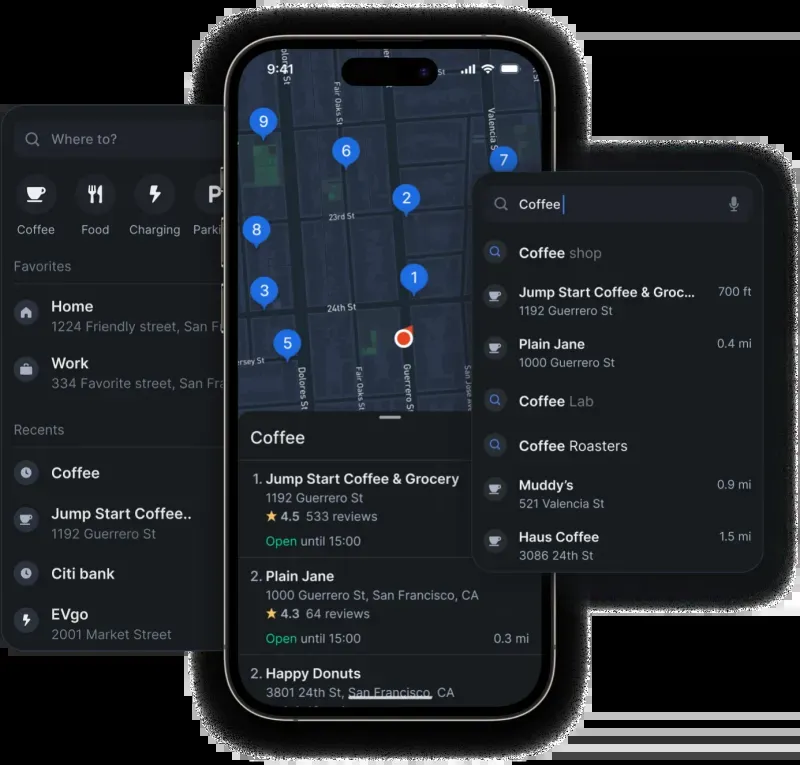 Where to?
Coffee
Food
Charging
Parki
Favorites
Home
1224 Friendly street, San F
Work
334 Favorite street, San Fra
Recents
Coffee
Jump Start Coffee..
1192 Guerrero St
Citi bank
EVgo
2001 Market Street
9:41
St
Fair Oaks St
Valencia S
9
6
7
2
23rd St
8
1
3
24th St
5
ersey St
Dolores St
Fair Oaks St
Guerrero S
Coffee
1. Jump Start Coffee & Grocery
1192 Guerrero St
4.5 533 reviews
Open until 15:00
2. Plain Jane
1000 Guerrero St, San Francisco, CA
4.3 64 reviews
Open until 15:00
0.3 mi
2. Happy Donuts
3801 24th St, San Francisco, CA
Coffee
Coffee shop
Jump Start Coffee & Groc...
700 ft
1192 Guerrero St
Plain Jane
0.4 mi
1000 Guerrero St
Coffee Lab
Coffee Roasters
Muddy's
0.9 mi
521 Valencia St
Haus Coffee
1.5 mi
3086 24th St